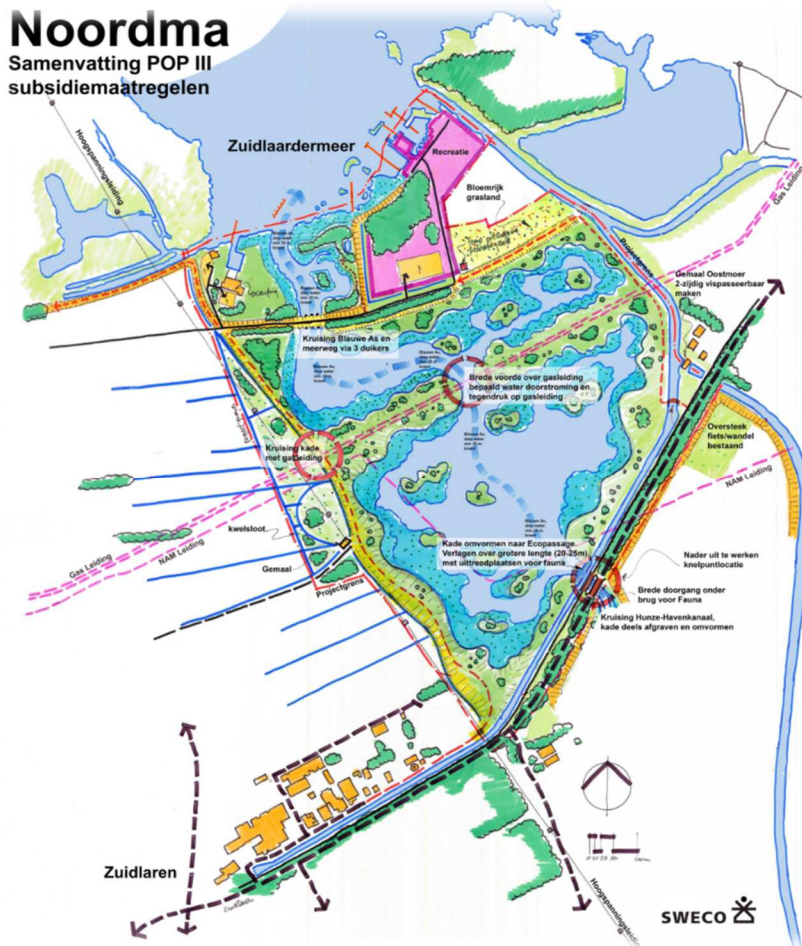 Noordma
Samenvatting POP III
subsidiemaatregelen
Hoogspanningsleiding
Zuidlaardermeer
Recreatie
Bloemrijk
grasland
Gas Leiding
Projectgrens
Gemaal Oostmoer
2-zijdig vispasseerbaar
maken
Kruising Blauwe As en
meerweg via 3 duikers
Brede voorde over gasleiding
bepaald water doorstroming en
tegendruk op gasleiding
Oversteek
fiets/wandel
bestaand
Kruising kade
met gasleiding
NAM Leiding
kwelsloot
Kade omvormen naar Ecopassage.
Verlagen over grotere lengte (20-25m)
met uittreedplaatsen voor fauna
Gas Leiding
NAM Leiding
Gemaal
Nader uit te werken
knelpuntlocatie
Projectgrens
Brede doorgang onder
brug voor Fauna
Kruising Hunze-Havenkanaal,
kade deels afgraven en omvormen
Zuidlaren
Hoogspanningsleiding
SWECO